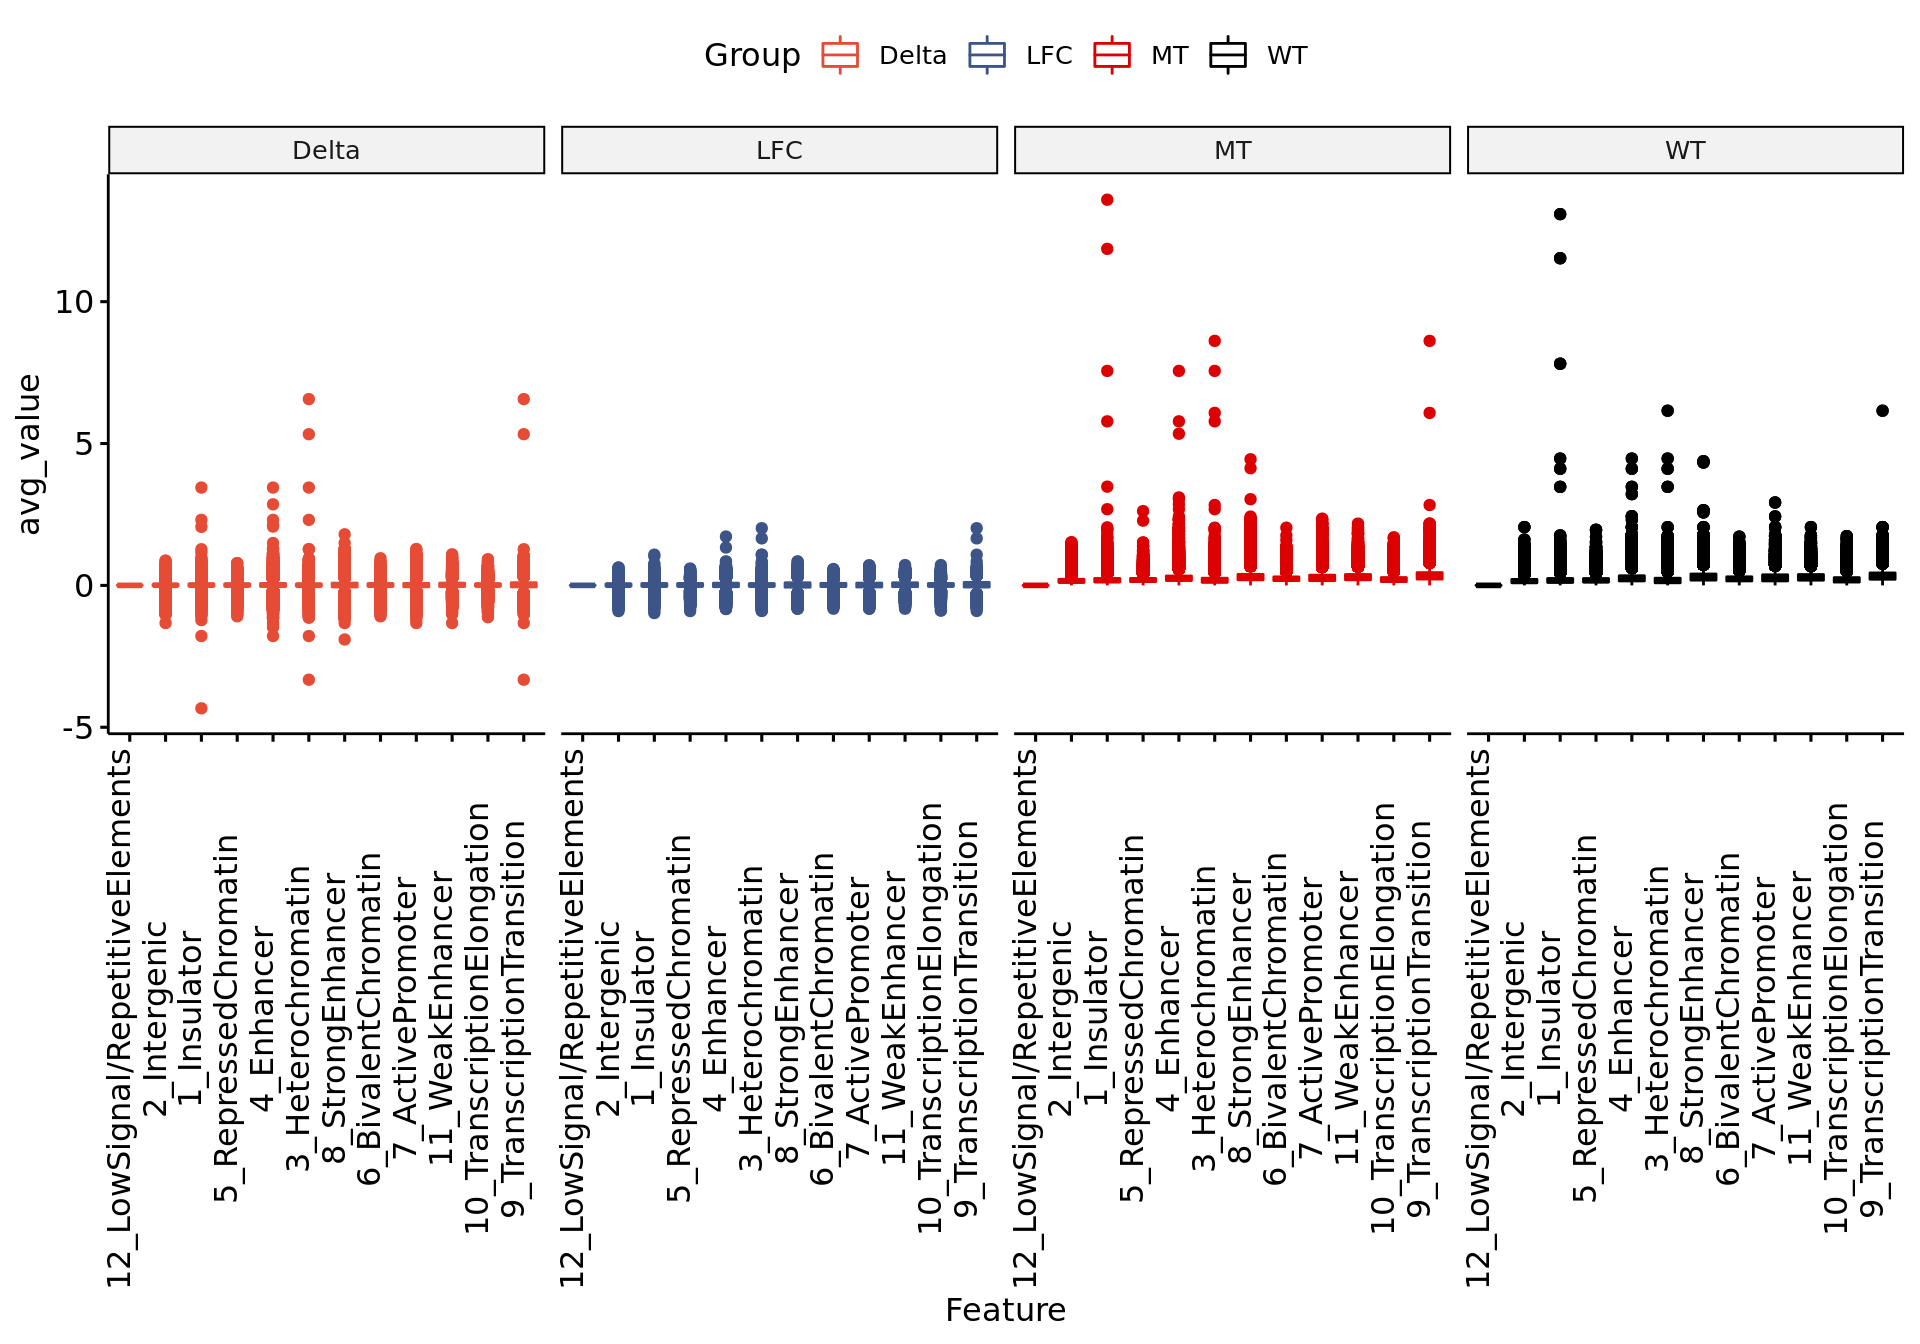 Group Delta LFC MT WT
Delta LFC MT WT
avg_value
10
5
0
-5
12_LowSignal/RepetitiveElements
2_Intergenic
1_Insulator
5_RepressedChromatin
4_Enhancer
3_Heterochromatin
8_StrongEnhancer
6_BivalentChromatin
7_ActivePromoter
11_WeakEnhancer
10_TranscriptionElongation
9_TranscriptionTransition
12_LowSignal/RepetitiveElements
2_Intergenic
1_Insulator
5_RepressedChromatin
4_Enhancer
3_Heterochromatin
8_StrongEnhancer
6_BivalentChromatin
7_ActivePromoter
11_WeakEnhancer
10_TranscriptionElongation
9_TranscriptionTransition
12_LowSignal/RepetitiveElements
2_Intergenic
1_Insulator
5_RepressedChromatin
4_Enhancer
3_Heterochromatin
8_StrongEnhancer
6_BivalentChromatin
7_ActivePromoter
11_WeakEnhancer
10_TranscriptionElongation
9_TranscriptionTransition
12_LowSignal/RepetitiveElements
2_Intergenic
1_Insulator
5_RepressedChromatin
4_Enhancer
3_Heterochromatin
8_StrongEnhancer
6_BivalentChromatin
7_ActivePromoter
11_WeakEnhancer
10_TranscriptionElongation
9_TranscriptionTransition
Feature